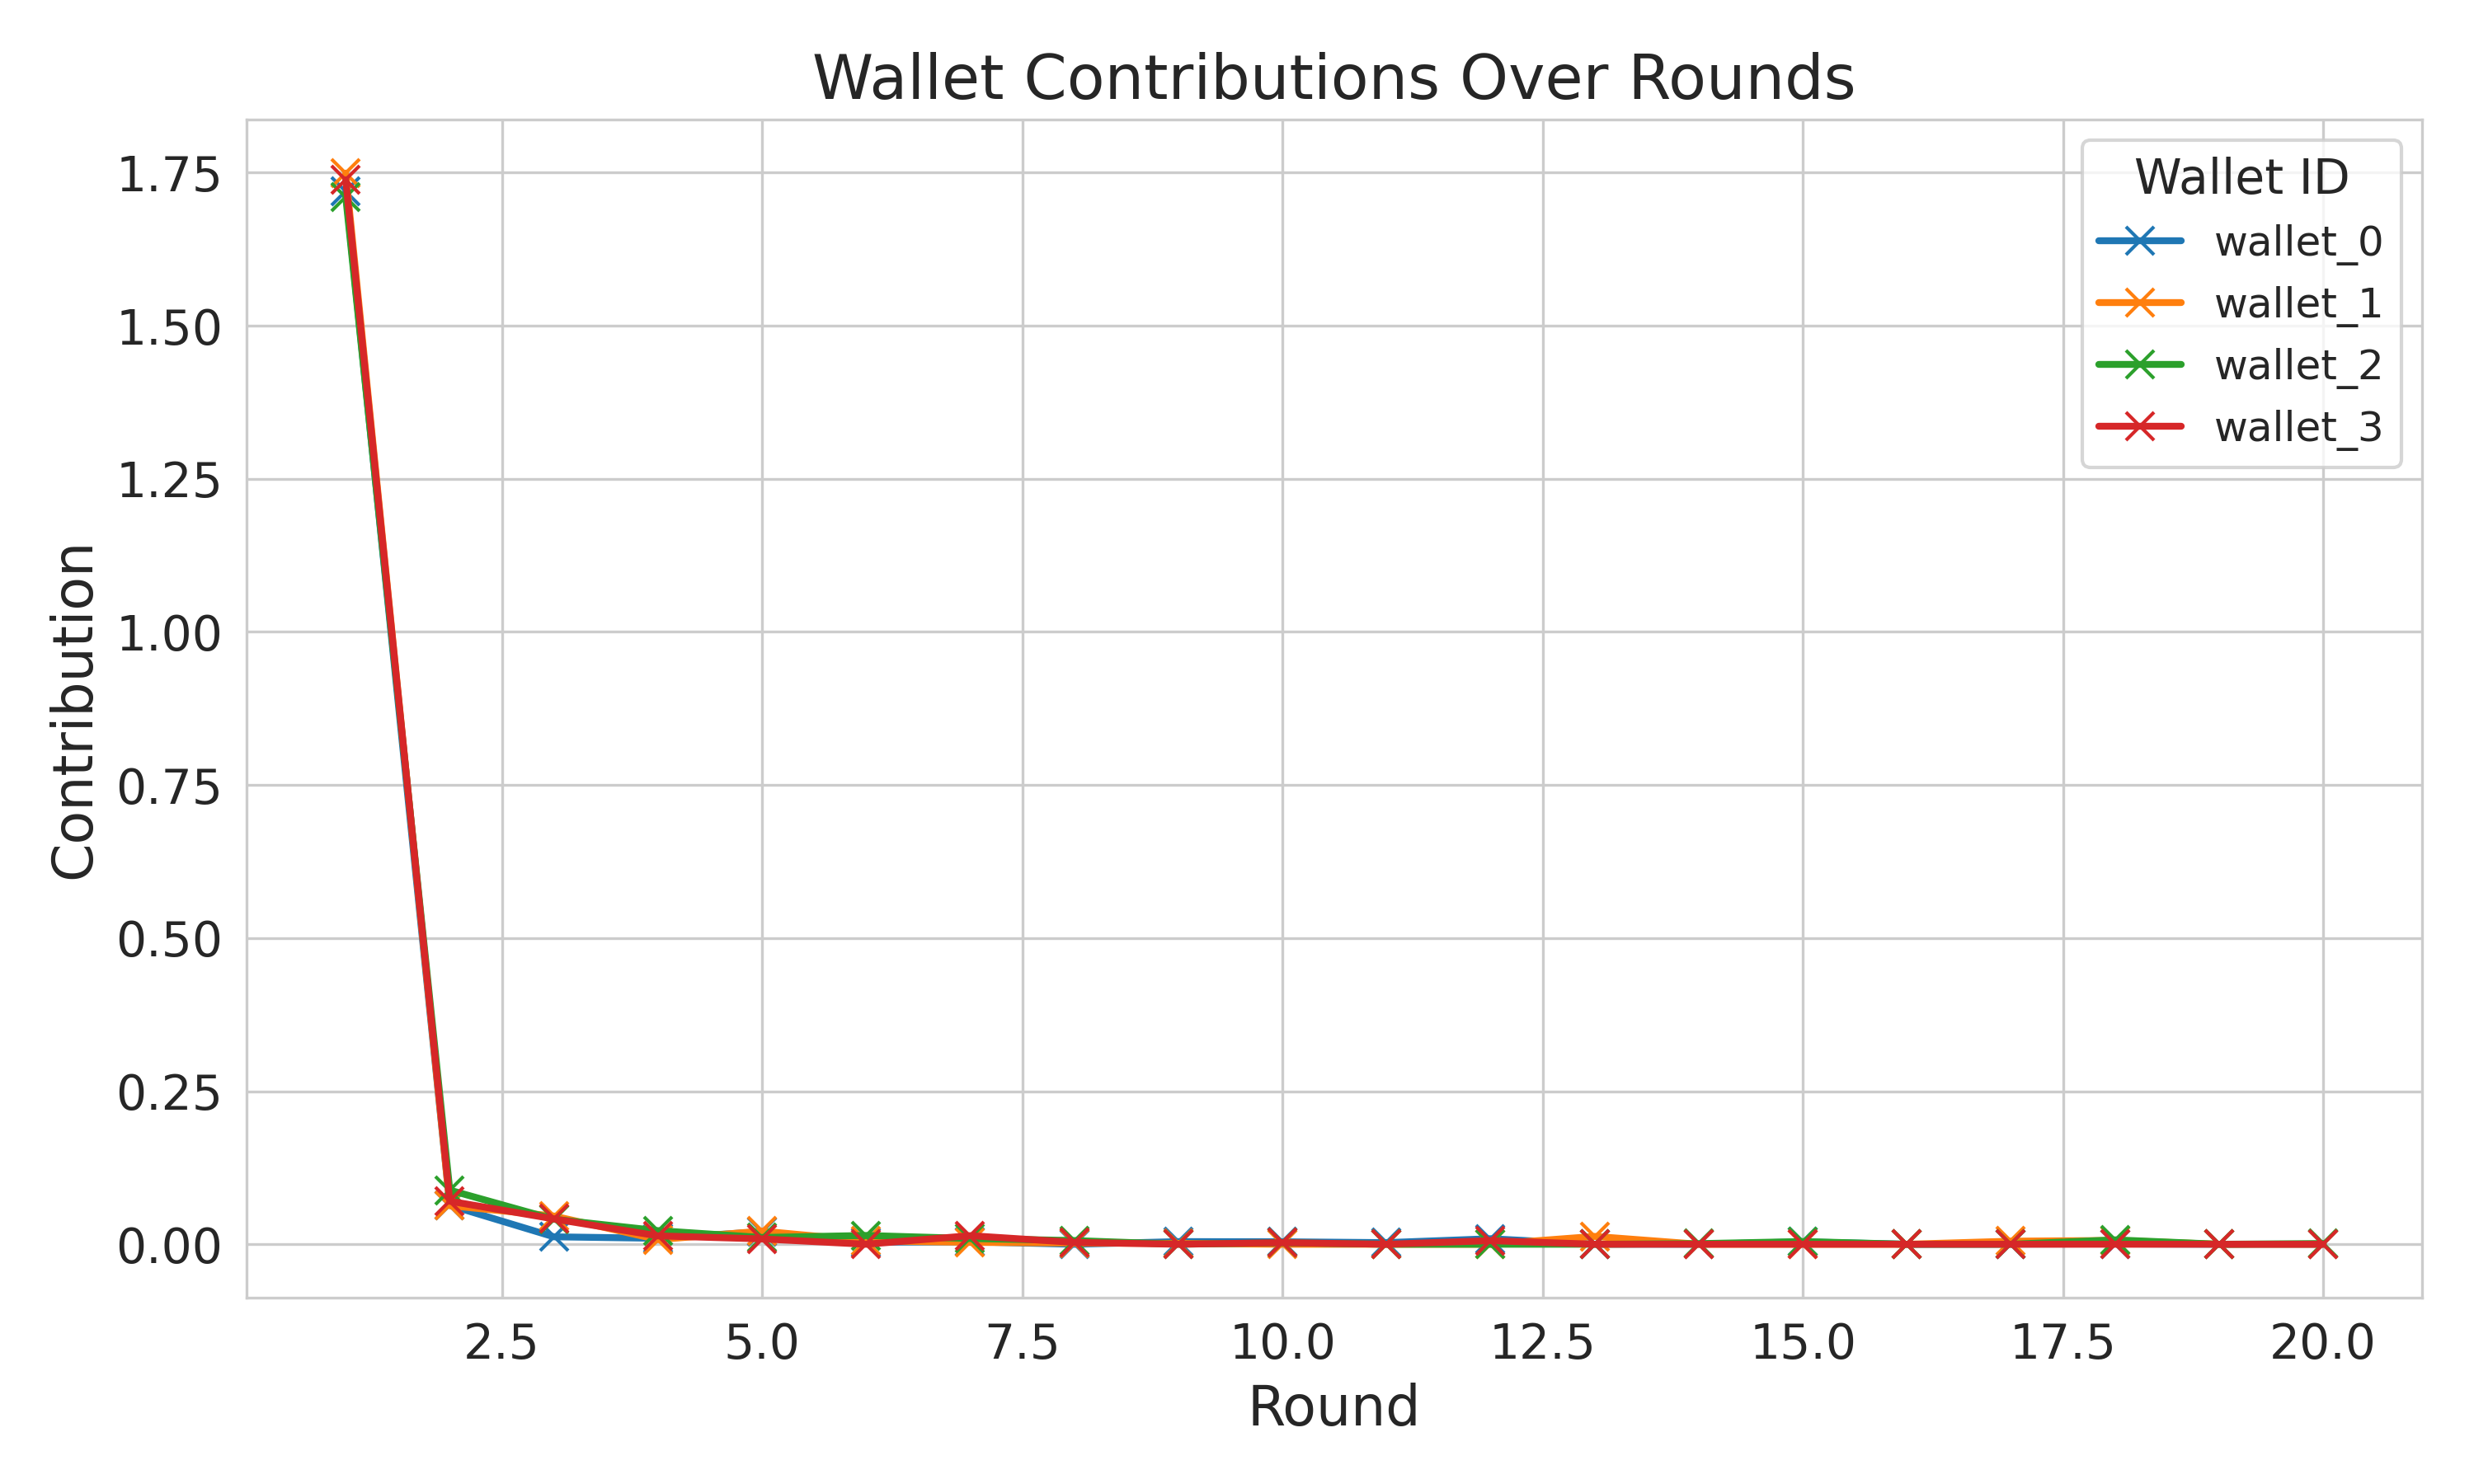 Wallet Contributions Over Rounds
1.75
1.50
1.25
1.00
0.75
0.50
0.25
0.00
Contribution
Wallet ID
wallet_0
wallet_1
wallet_2
wallet_3
2.5 5.0 7.5 10.0 12.5 15.0 17.5 20.0
Round